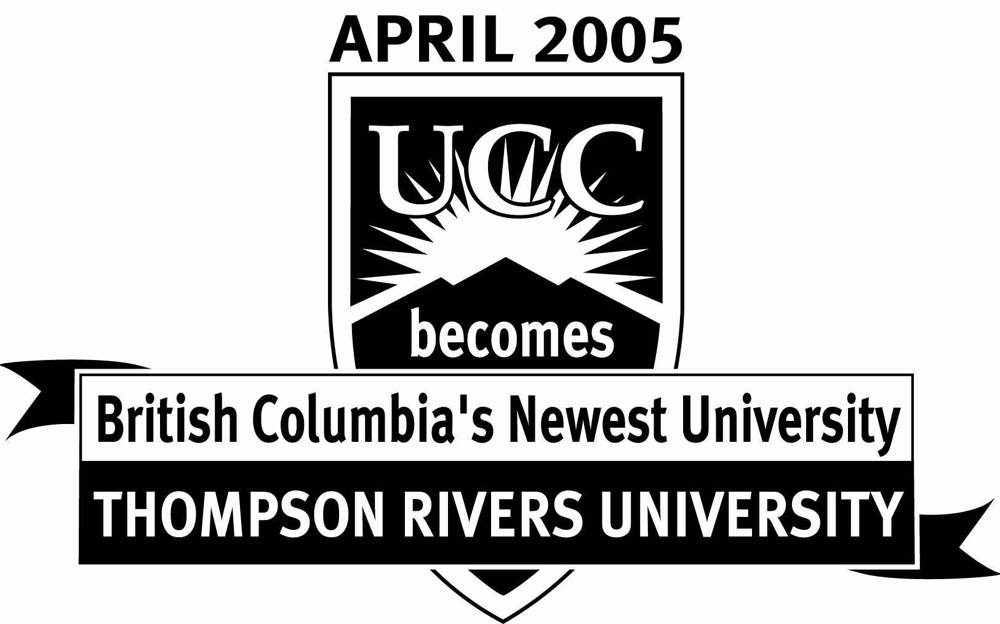 APRIL 2005
UCC
becomes
British Columbia's Newest University
THOMPSON RIVERS UNIVERSITY